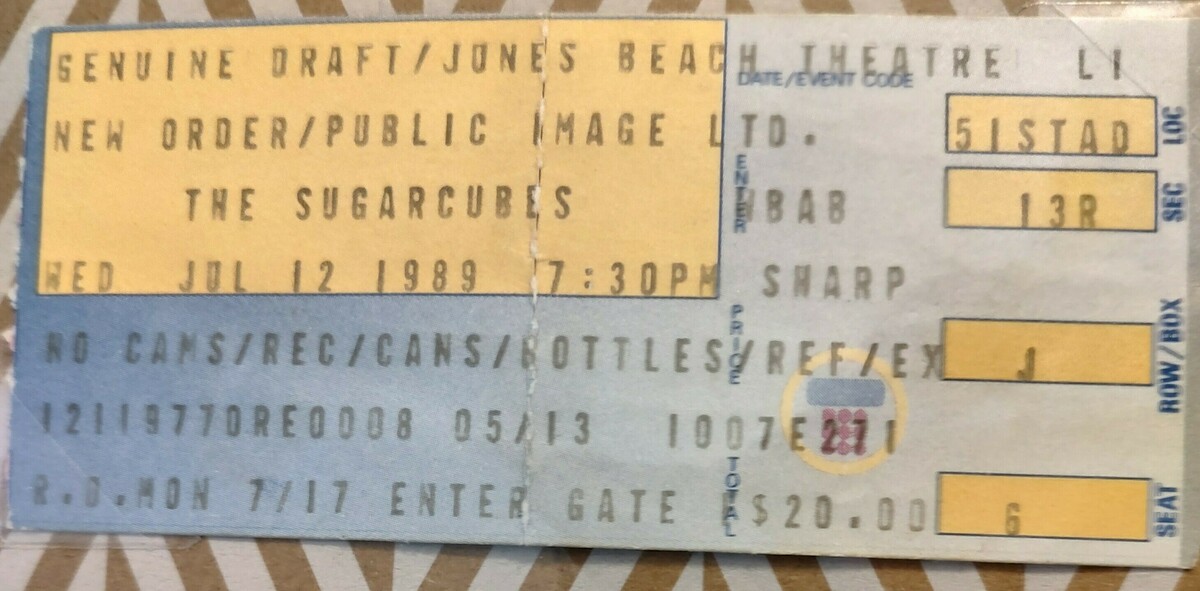 GENUINE DRAFT/JONES BEACH THEATRE LI
DATE/EVENT CODE
NEW ORDER/PUBLIC IMAGE LTD.
51STAD
LOC
THE SUGARCUBES
ENTER
WBAB
13R
SEC
WED JUL 12 1989 7:30PM SHARP
NO CAMS/REC/CANS/BOTTLES/REF/EX
PRICE
J
ROW/BOX
12119770RE0008 05/13 1007E271
R.D.MON 7/17 ENTER GATE
TOTAL
$20.00
6
SEAT